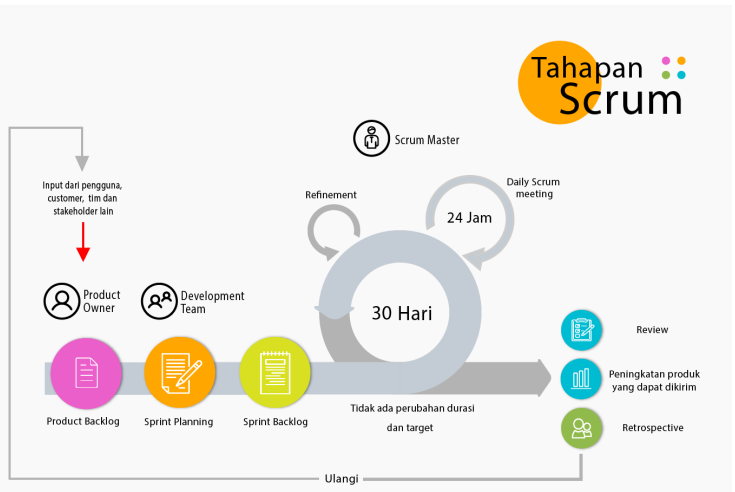 Tahapan
Scrum
Scrum Master
Input dari pengguna,
customer, tim dan
stakeholder lain
Refinement
Daily Scrum
meeting
24 Jam
Product
Owner
Development
Team
30 Hari
Review
Peningkatan produk
yang dapat dikirim
Retrospective
Product Backlog
Sprint Planning
Sprint Backlog
Tidak ada perubahan durasi
dan target
Ulangi